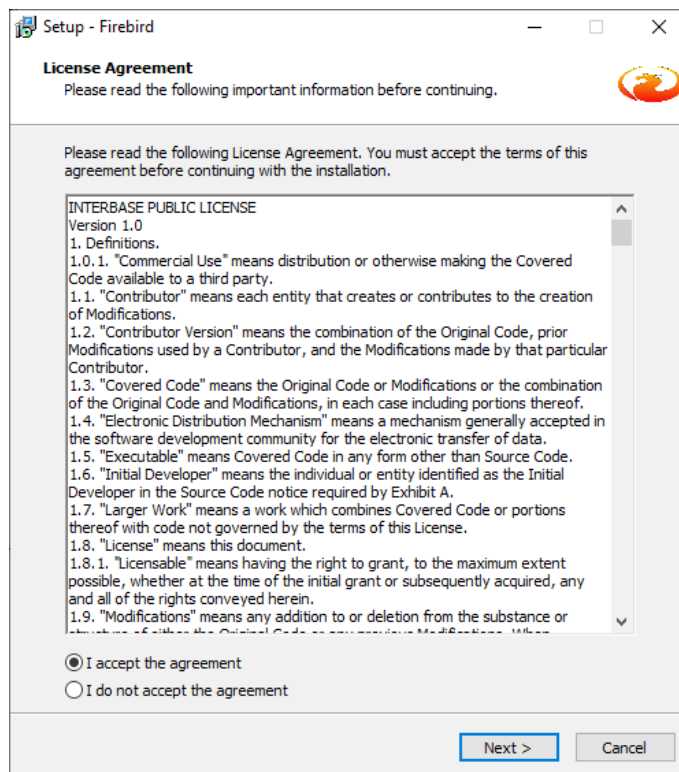 Setup - Firebird
License Agreement
Please read the following important information before continuing.
Please read the following License Agreement. You must accept the terms of this
agreement before continuing with the installation.
INTERBASE PUBLIC LICENSE
Version 1.0
1. Definitions.
1.0.1. "Commercial Use" means distribution or otherwise making the Covered
Code available to a third party.
1.1. "Contributor" means each entity that creates or contributes to the creation
of Modifications.
1.2. "Contributor Version" means the combination of the Original Code, prior
Modifications used by a Contributor, and the Modifications made by that particular
Contributor.
1.3. "Covered Code" means the Original Code or Modifications or the combination
of the Original Code and Modifications, in each case including portions thereof.
1.4. "Electronic Distribution Mechanism" means a mechanism generally accepted in
the software development community for the electronic transfer of data.
1.5. "Executable" means Covered Code in any form other than Source Code.
1.6. "Initial Developer" means the individual or entity identified as the Initial
Developer in the Source Code notice required by Exhibit A.
1.7. "Larger Work" means a work which combines Covered Code or portions
thereof with code not governed by the terms of this License.
1.8. "License" means this document.
1.8.1. "Licensable" means having the right to grant, to the maximum extent
possible, whether at the time of the initial grant or subsequently acquired, any
and all of the rights conveyed herein.
1.9. "Modifications" means any addition to or deletion from the substance or
structure of either the Original Code or any previous Modifications. When
I accept the agreement
I do not accept the agreement
Next >
Cancel